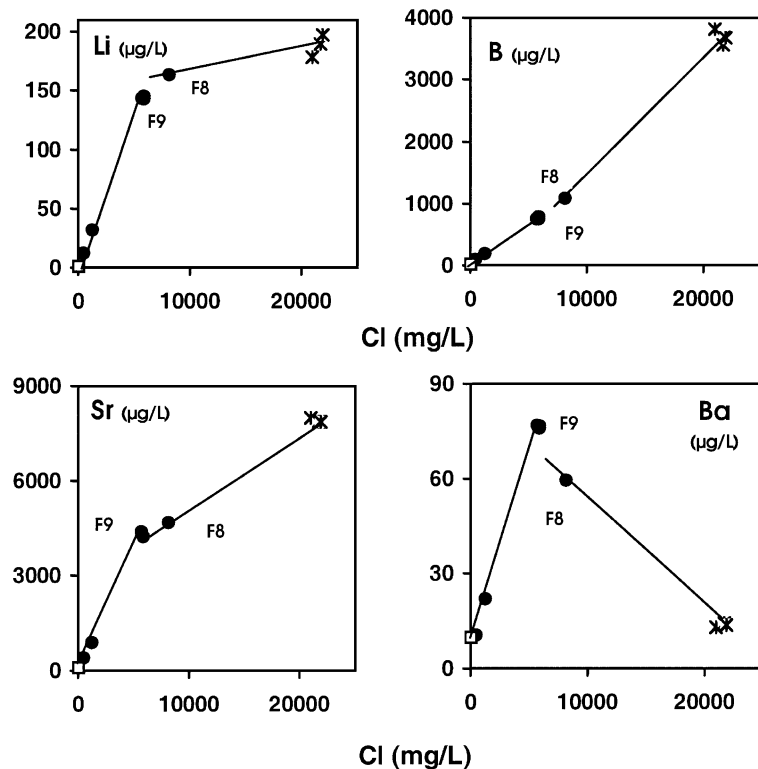 Li (µg/L)
200
150
100
50
0
F8
F9
0 10000 20000
B (µg/L)
4000
3000
2000
1000
0
F8
F9
0 10000 20000
Cl (mg/L)
Sr (µg/L)
9000
6000
3000
0
F9
F8
0 10000 20000
Ba
(µg/L)
90
60
30
0
F9
F8
0 10000 20000
Cl (mg/L)